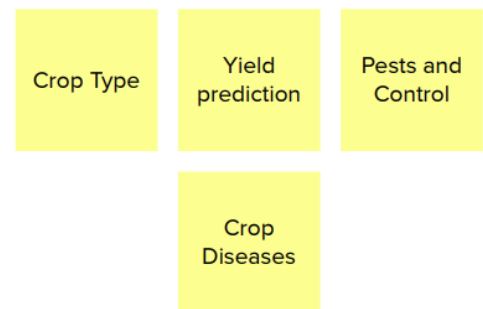 Crop Type
Yield
prediction
Pests and
Control
Crop
Diseases